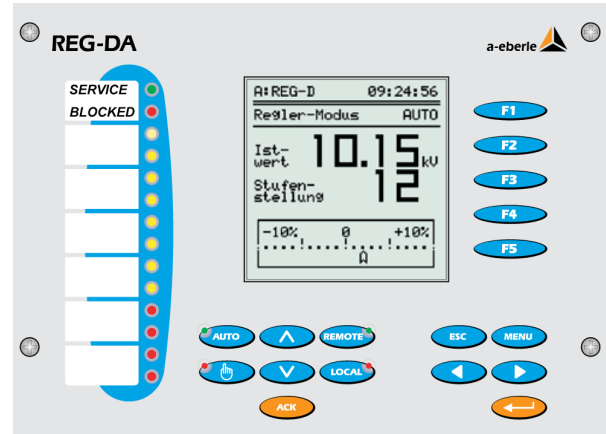 REG-DA
a-eberle
SERVICE
BLOCKED
A:REG-D 09:24:56
Regler-Modus AUTO
Ist-
wert 10.15 kV
Stufen-
stellung 12
-10% 0 +10%
F1
F2
F3
F4
F5
AUTO REMOTE ESC MENU
LOCAL
ACK